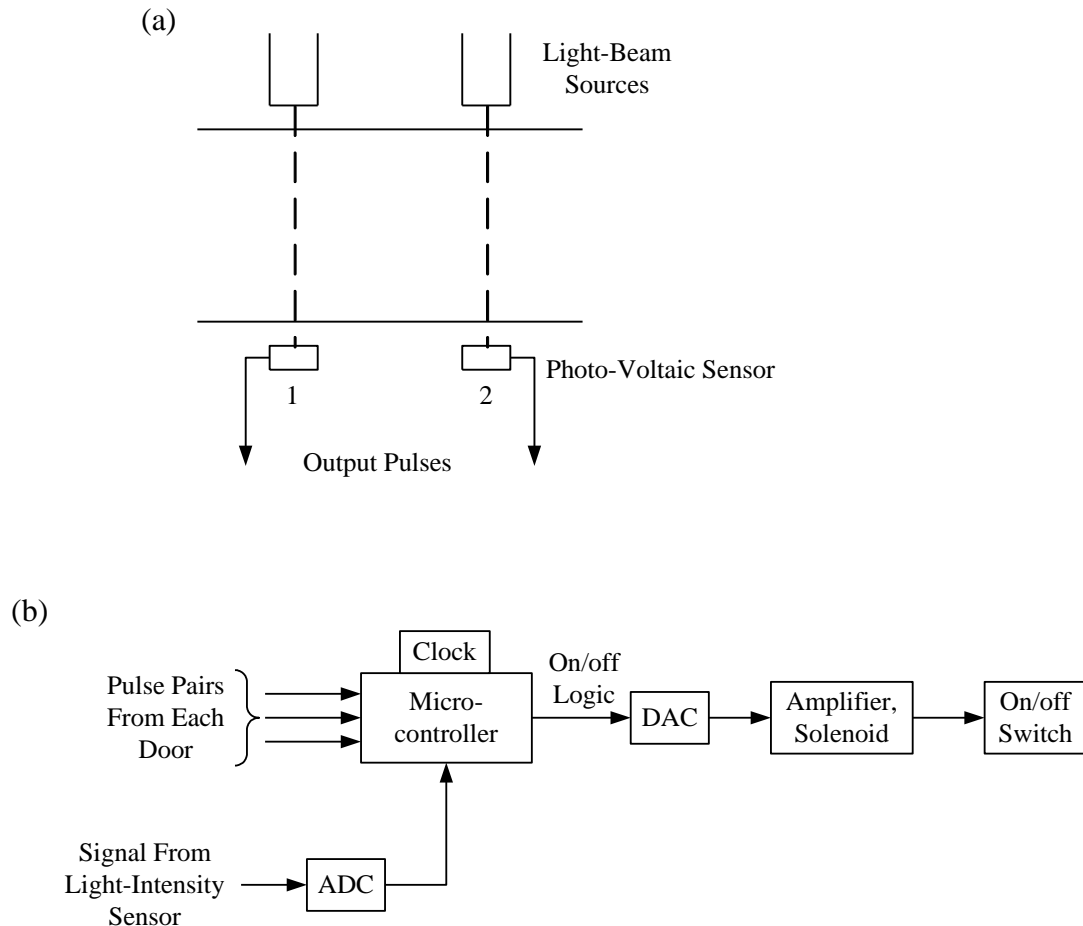 (a)
Light-Beam
Sources
Photo-Voltaic Sensor
1
2
Output Pulses
(b)
Clock
Pulse Pairs
From Each
Door
Micro-
controller
On/off
Logic
DAC
Amplifier,
Solenoid
On/off
Switch
Signal From
Light-Intensity
Sensor
ADC